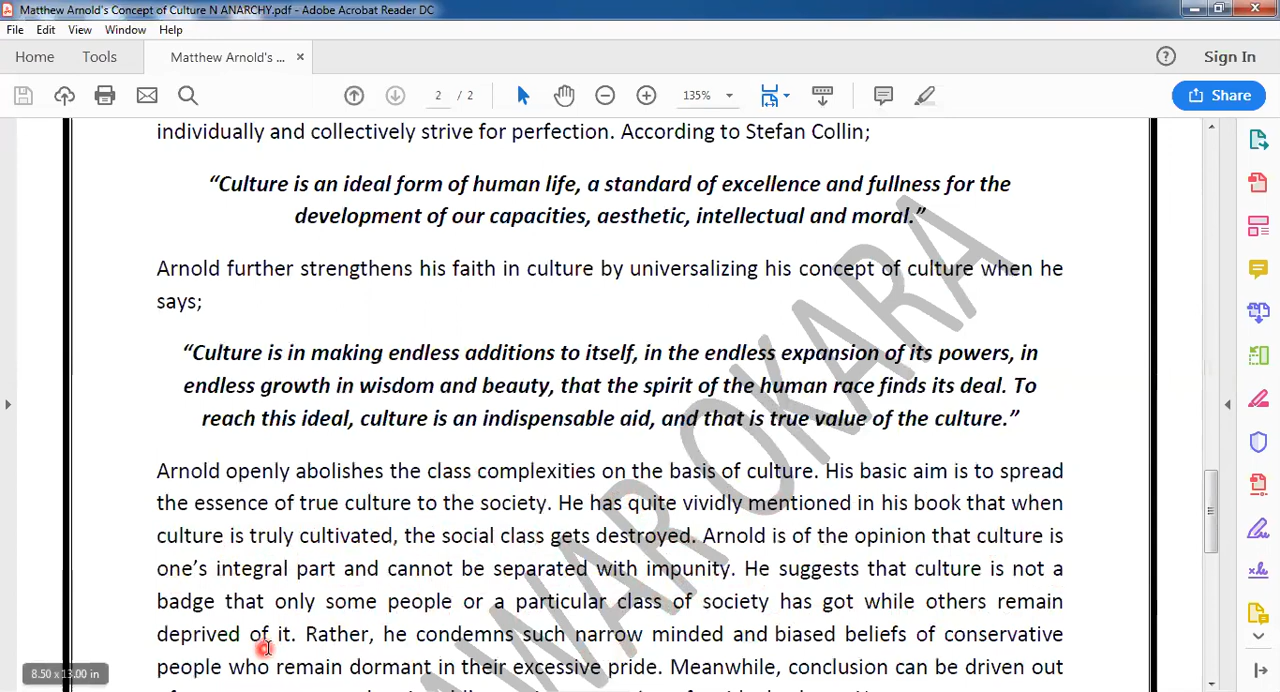 Matthew Arnold's Concept of Culture N ANARCHY.pdf - Adobe Acrobat Reader DC
File Edit View Window Help
Home Tools Matthew Arnold's ... × Sign In
2 / 2 135% Share
individually and collectively strive for perfection. According to Stefan Collin;
“Culture is an ideal form of human life, a standard of excellence and fullness for the
development of our capacities, aesthetic, intellectual and moral.”
Arnold further strengthens his faith in culture by universalizing his concept of culture when he
says;
“Culture is in making endless additions to itself, in the endless expansion of its powers, in
endless growth in wisdom and beauty, that the spirit of the human race finds its deal. To
reach this ideal, culture is an indispensable aid, and that is true value of the culture.”
Arnold openly abolishes the class complexities on the basis of culture. His basic aim is to spread
the essence of true culture to the society. He has quite vividly mentioned in his book that when
culture is truly cultivated, the social class gets destroyed. Arnold is of the opinion that culture is
one’s integral part and cannot be separated with impunity. He suggests that culture is not a
badge that only some people or a particular class of society has got while others remain
deprived of it. Rather, he condemns such narrow minded and biased beliefs of conservative
people who remain dormant in their excessive pride. Meanwhile, conclusion can be driven out
8.50 x 13.00 in
WAR OKARA